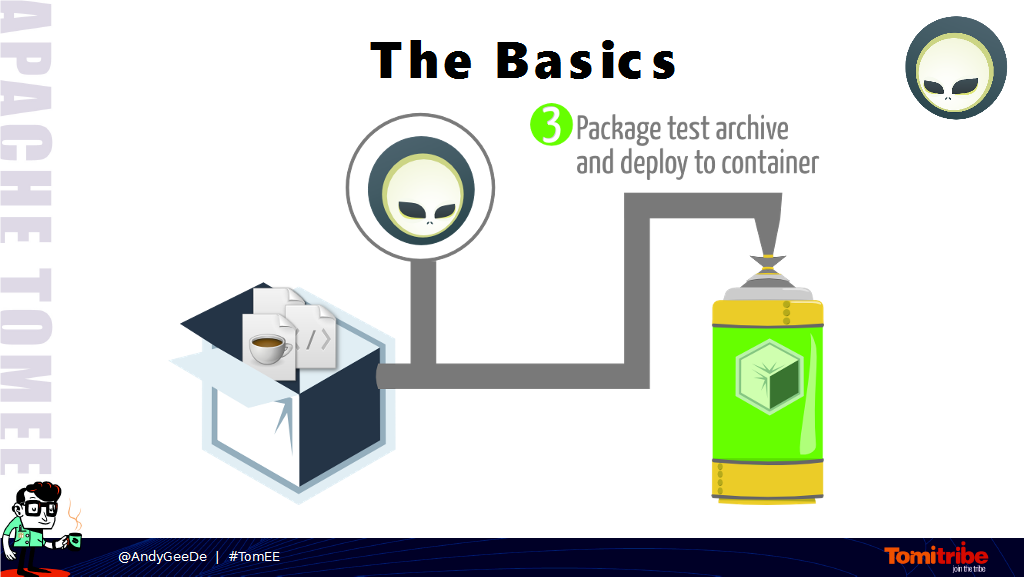 APACHE TOMEE
The Basics
3 Package test archive
and deploy to container
</>
@AndyGeeDe | #TomEE
Tomitribe
join the tribe